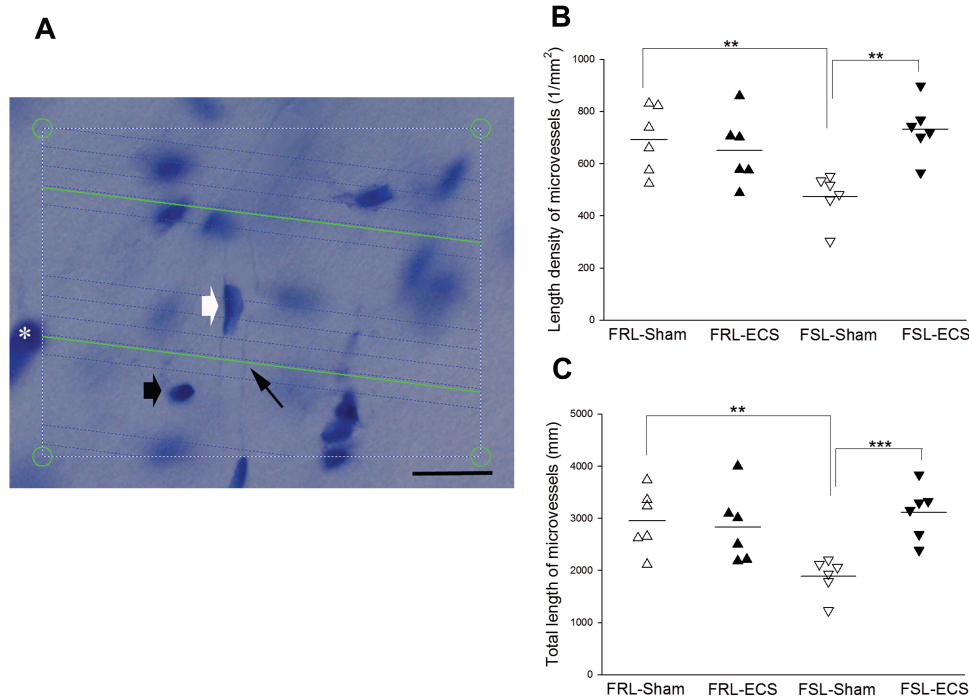 A
*
B
Length density of microvessels (1/mm²)
1000
800
600
400
200
0
**
**
FRL-Sham FRL-ECS FSL-Sham FSL-ECS
C
Total length of microvessels (mm)
5000
4000
3000
2000
1000
0
**
***
FRL-Sham FRL-ECS FSL-Sham FSL-ECS